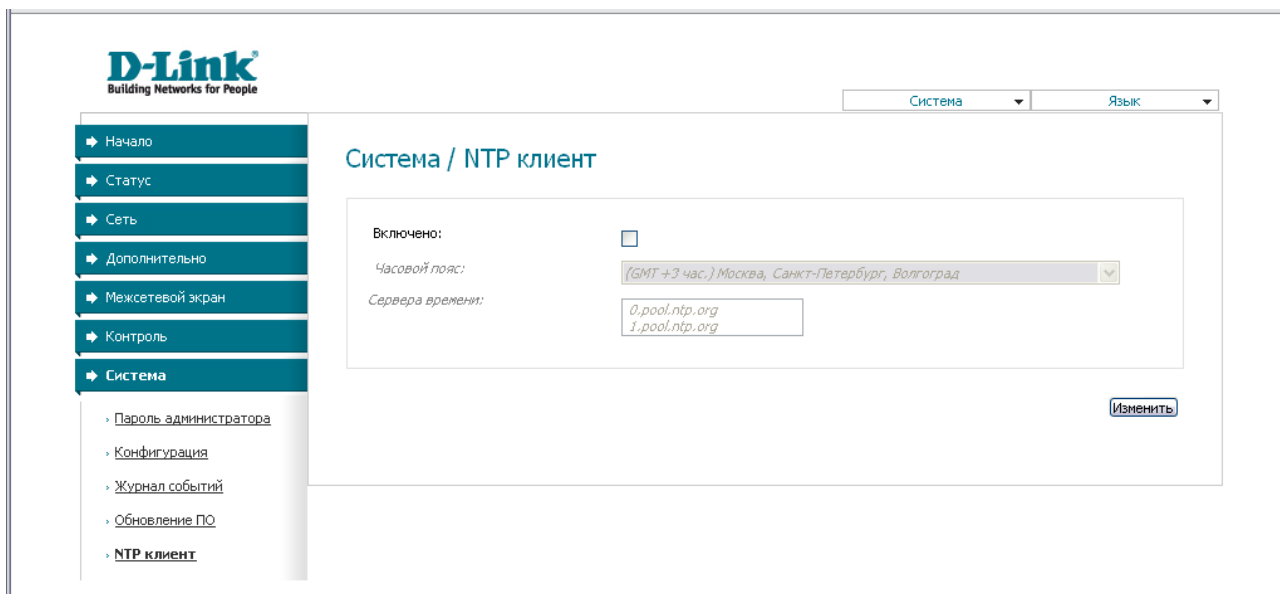 D-Link
Building Networks for People
Система
Язык
Начало
Статус
Сеть
Дополнительно
Межсетевой экран
Контроль
Система
Пароль администратора
Конфигурация
Журнал событий
Обновление ПО
NTP клиент
Система / NTP клиент
Включено:
Часовой пояс:
(GMT +3 час.) Москва, Санкт-Петербург, Волгоград
Сервера времени:
0.pool.ntp.org
1.pool.ntp.org
Изменить